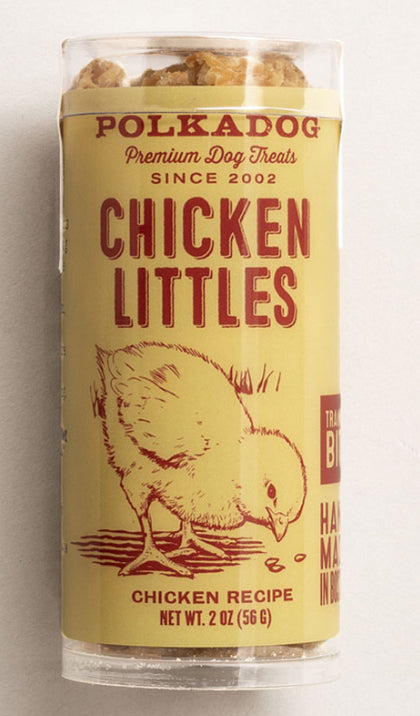 POLKADOG
Premium Dog Treats
SINCE 2002
CHICKEN
LITTLES
CHICKEN RECIPE
NET WT. 2 OZ (56 G)